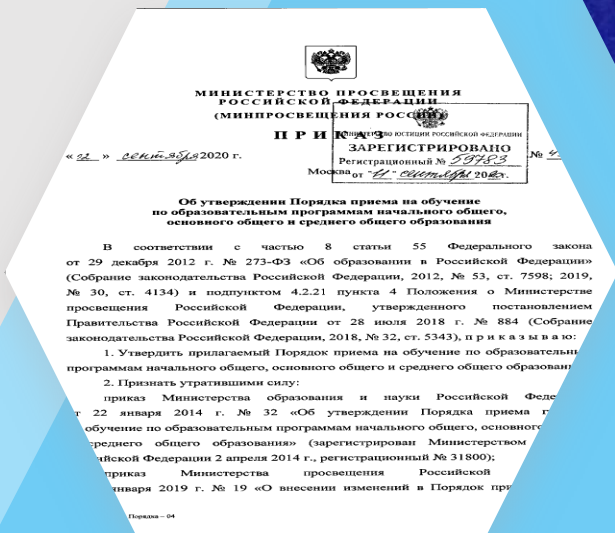 МИНИСТЕРСТВО ПРОСВЕЩЕНИЯ
РОССИЙСКОЙ ФЕДЕРАЦИИ
(МИНПРОСВЕЩЕНИЯ РОССИИ)
ПРИКАЗ
МИНИСТЕРСТВО ЮСТИЦИИ РОССИЙСКОЙ ФЕДЕРАЦИИ
ЗАРЕГИСТРИРОВАНО
Регистрационный № 59783
от "11" сентября 2020г.
« 02 » сентября 2020 г.
Москва
№
Об утверждении Порядка приема на обучение
по образовательным программам начального общего,
основного общего и среднего общего образования
В соответствии с частью 8 статьи 55 Федерального закона
от 29 декабря 2012 г. № 273-ФЗ «Об образовании в Российской Федерации»
(Собрание законодательства Российской Федерации, 2012, № 53, ст. 7598; 2019,
№ 30, ст. 4134) и подпунктом 4.2.21 пункта 4 Положения о Министерстве
просвещения Российской Федерации, утвержденного постановлением
Правительства Российской Федерации от 28 июля 2018 г. № 884 (Собрание
законодательства Российской Федерации, 2018, № 32, ст. 5343), п р и к а з ы в а ю:
1. Утвердить прилагаемый Порядок приема на обучение по
программам начального общего, основного общего и среднего общего
2. Признать утратившими силу:
приказ Министерства образования и науки Российской
22 января 2014 г. № 32 «Об утверждении Порядка приема
обучение по образовательным программам начального общего,
среднего общего образования» (зарегистрирован Министерством
Федерации 2 апреля 2014 г., регистрационный № 31800);
приказ Министерства просвещения Российской
января 2019 г. № 19 «О внесении изменений в Порядок
Порядка – 04